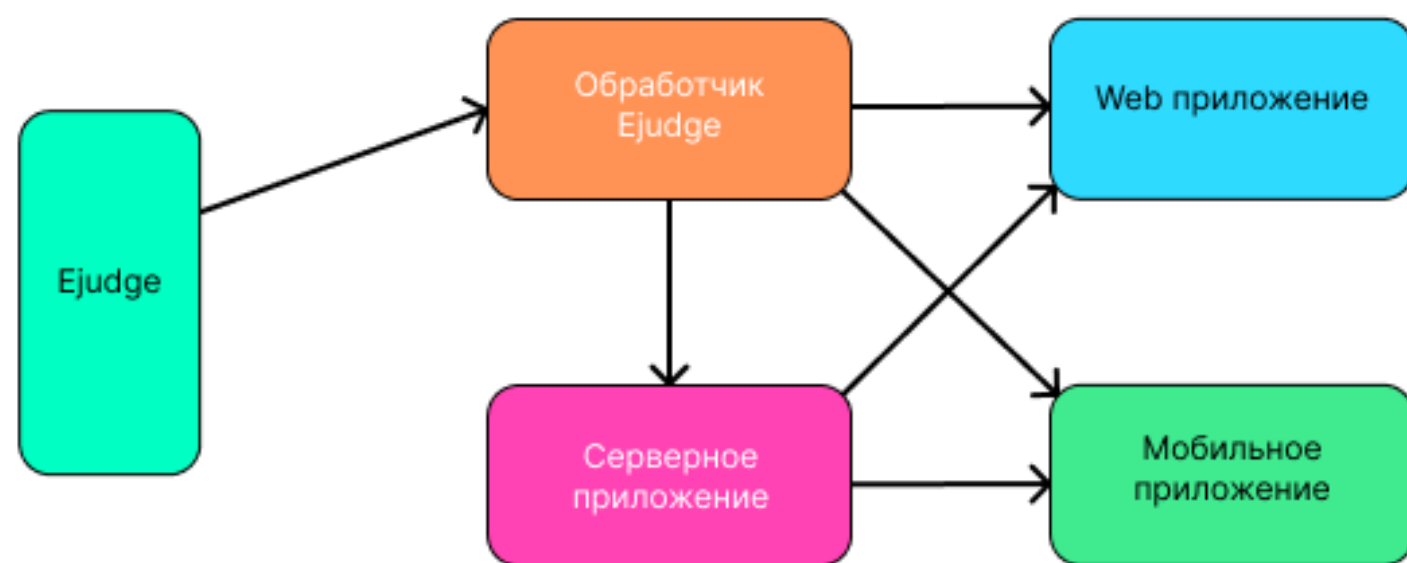 Ejudge
Обработчик
Ejudge
Web приложение
Серверное
приложение
Мобильное
приложение